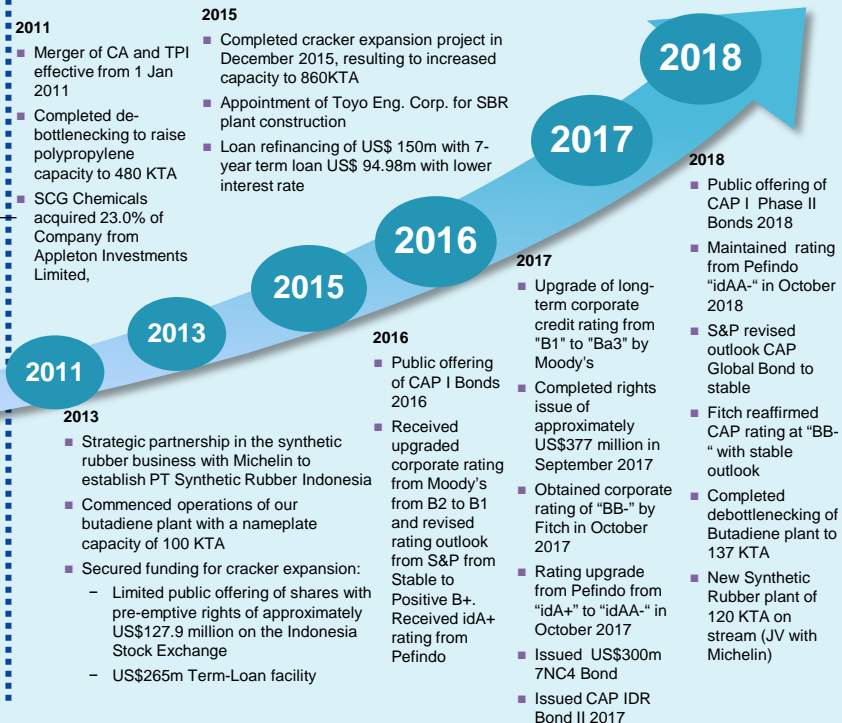 2011
Merger of CA and TPI
effective from 1 Jan
2011
Completed de-
bottlenecking to raise
polypropylene
capacity to 480 KTA
SCG Chemicals
acquired 23.0% of
Company from
Appleton Investments
Limited,
2015
Completed cracker expansion project in
December 2015, resulting to increased
capacity to 860KTA
Appointment of Toyo Eng. Corp. for SBR
plant construction
Loan refinancing of US$ 150m with 7-
year term loan US$ 94.98m with lower
interest rate
2011
2013
2015
2016
2017
2018
2013
Strategic partnership in the synthetic
rubber business with Michelin to
establish PT Synthetic Rubber Indonesia
Commenced operations of our
butadiene plant with a nameplate
capacity of 100 KTA
Secured funding for cracker expansion:
− Limited public offering of shares with
pre-emptive rights of approximately
US$127.9 million on the Indonesia
Stock Exchange
− US$265m Term-Loan facility
2016
Public offering
of CAP I Bonds
2016
Received
upgraded
corporate rating
from Moody's
from B2 to B1
and revised
rating outlook
from S&P from
Stable to
Positive B+.
Received idA+
rating from
Pefindo
2017
Upgrade of long-
term corporate
credit rating from
"B1" to "Ba3" by
Moody's
Completed rights
issue of
approximately
US$377 million in
September 2017
Obtained corporate
rating of “BB-” by
Fitch in October
2017
Rating upgrade
from Pefindo from
“idA+” to “idAA-“ in
October 2017
Issued US$300m
7NC4 Bond
Issued CAP IDR
Bond II 2017
2018
Public offering of
CAP I Phase II
Bonds 2018
Maintained rating
from Pefindo
“idAA-“ in October
2018
S&P revised
outlook CAP
Global Bond to
stable
Fitch reaffirmed
CAP rating at “BB-
“ with stable
outlook
Completed
debottlenecking of
Butadiene plant to
137 KTA
New Synthetic
Rubber plant of
120 KTA on
stream (JV with
Michelin)